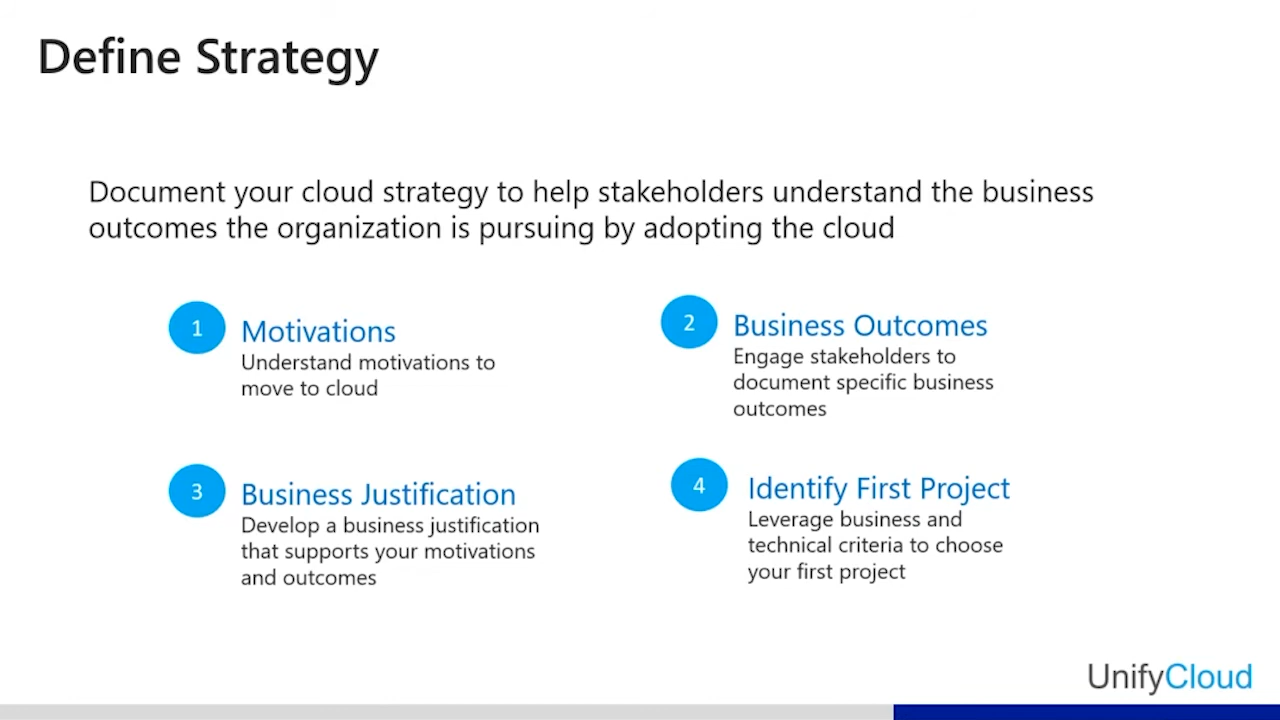 Define Strategy
Document your cloud strategy to help stakeholders understand the business
outcomes the organization is pursuing by adopting the cloud
1
Motivations
Understand motivations to
move to cloud
2
Business Outcomes
Engage stakeholders to
document specific business
outcomes
3
Business Justification
Develop a business justification
that supports your motivations
and outcomes
4
Identify First Project
Leverage business and
technical criteria to choose
your first project
UnifyCloud